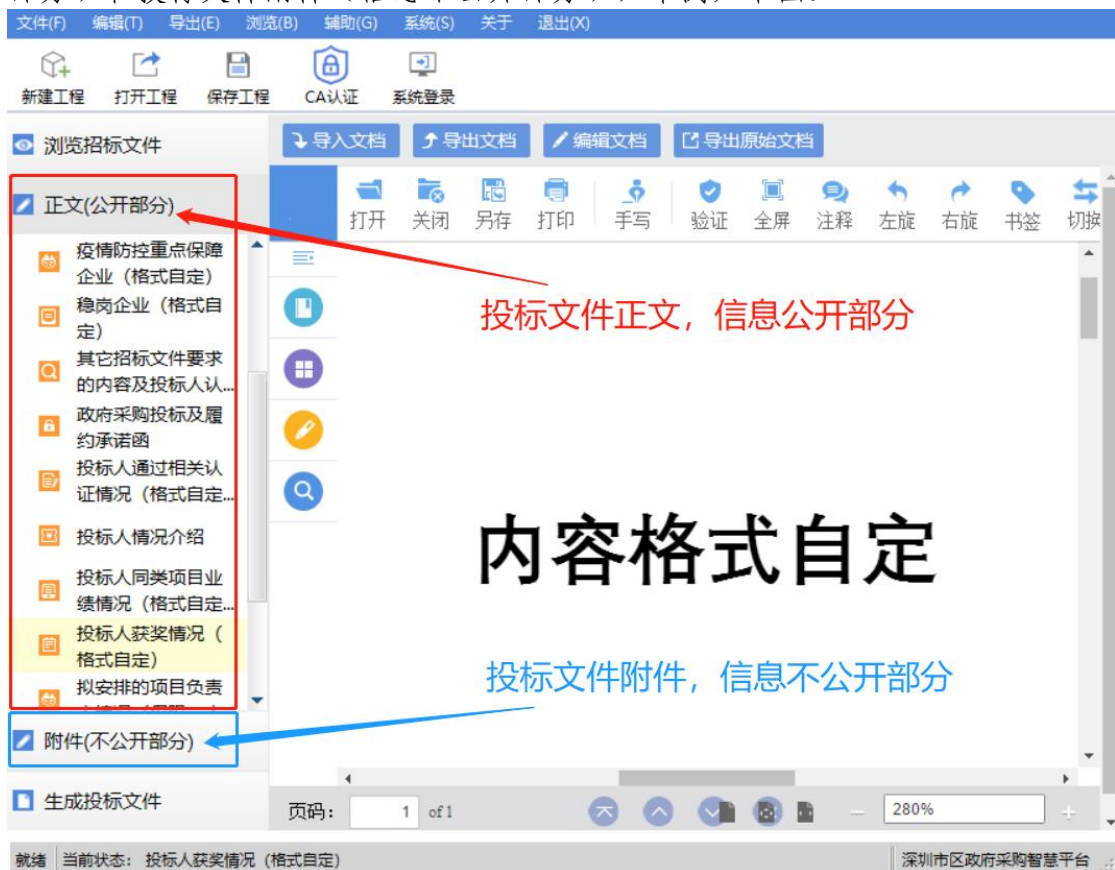 文件(F) 编辑(T) 导出(E) 浏览(B) 辅助(G) 系统(S) 关于 退出(X)
新建工程 打开工程 保存工程 CA认证 系统登录
浏览招标文件
导入文档 导出文档 编辑文档 导出原始文档
正文(公开部分)
打开 关闭 另存 打印 手写 验证 全屏 注释 左旋 右旋 书签 切换
疫情防控重点保障
企业（格式自定）
稳岗企业（格式自
定）
其它招标文件要求
的内容及投标人认...
政府采购投标及履
约承诺函
投标人通过相关认
证情况（格式自定...
投标人情况介绍
投标人同类项目业
绩情况（格式自定...
投标人获奖情况（
格式自定）
拟安排的项目负责
投标文件正文，信息公开部分
内容格式自定
投标文件附件，信息不公开部分
附件(不公开部分)
生成投标文件
页码: 1 of 1 280%
就绪 当前状态: 投标人获奖情况（格式自定） 深圳市区政府采购智慧平台